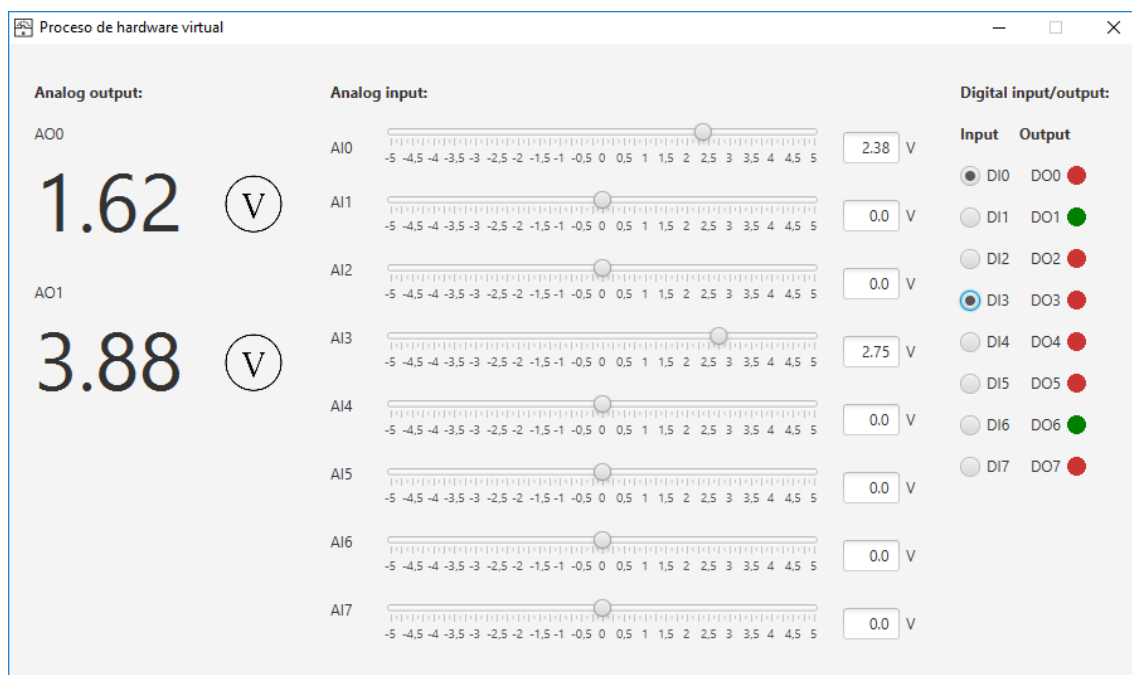 Proceso de hardware virtual
Analog output:
AO0
1.62 V
AO1
3.88 V
Analog input:
AI0
-5 -4,5 -4 -3,5 -3 -2,5 -2 -1,5 -1 -0,5 0 0,5 1 1,5 2 2,5 3 3,5 4 4,5 5
2.38 V
AI1
-5 -4,5 -4 -3,5 -3 -2,5 -2 -1,5 -1 -0,5 0 0,5 1 1,5 2 2,5 3 3,5 4 4,5 5
0.0 V
AI2
-5 -4,5 -4 -3,5 -3 -2,5 -2 -1,5 -1 -0,5 0 0,5 1 1,5 2 2,5 3 3,5 4 4,5 5
0.0 V
AI3
-5 -4,5 -4 -3,5 -3 -2,5 -2 -1,5 -1 -0,5 0 0,5 1 1,5 2 2,5 3 3,5 4 4,5 5
2.75 V
AI4
-5 -4,5 -4 -3,5 -3 -2,5 -2 -1,5 -1 -0,5 0 0,5 1 1,5 2 2,5 3 3,5 4 4,5 5
0.0 V
AI5
-5 -4,5 -4 -3,5 -3 -2,5 -2 -1,5 -1 -0,5 0 0,5 1 1,5 2 2,5 3 3,5 4 4,5 5
0.0 V
AI6
-5 -4,5 -4 -3,5 -3 -2,5 -2 -1,5 -1 -0,5 0 0,5 1 1,5 2 2,5 3 3,5 4 4,5 5
0.0 V
AI7
-5 -4,5 -4 -3,5 -3 -2,5 -2 -1,5 -1 -0,5 0 0,5 1 1,5 2 2,5 3 3,5 4 4,5 5
0.0 V
Digital input/output:
Input Output
DI0 DO0
DI1 DO1
DI2 DO2
DI3 DO3
DI4 DO4
DI5 DO5
DI6 DO6
DI7 DO7